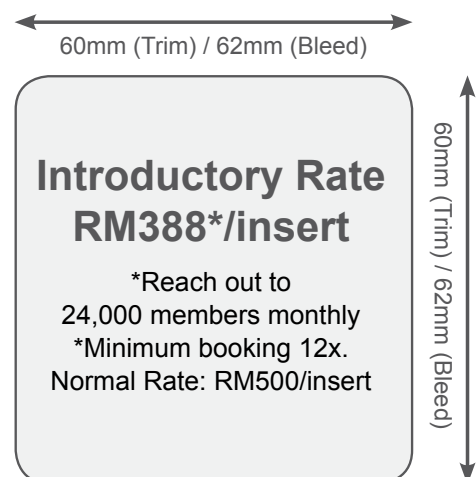 60mm (Trim) / 62mm (Bleed)
Introductory Rate
RM388*/insert
*Reach out to
24,000 members monthly
*Minimum booking 12x.
Normal Rate: RM500/insert
60mm (Trim) / 62mm (Bleed)